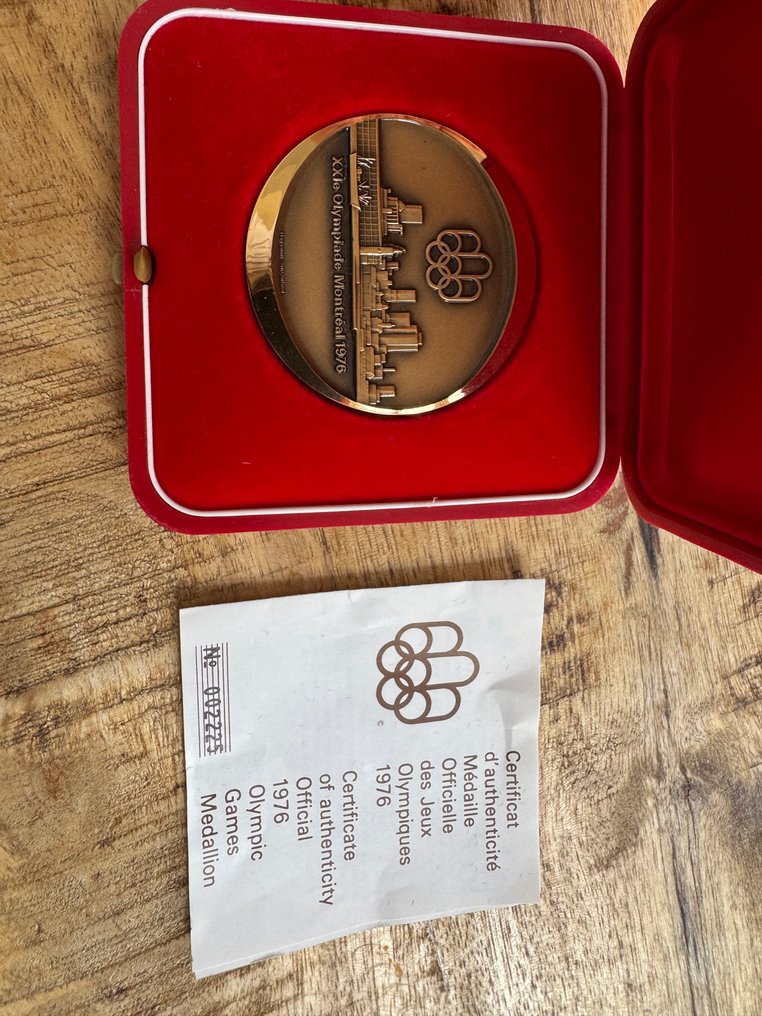 XXIe Olympiade Montréal 1976
Certificat
d'authenticité
Médaille
Officielle
des Jeux
Olympiques
1976
©
Certificate
of authenticity
Official
1976
Olympic
Games
Medallion
Nº 002223